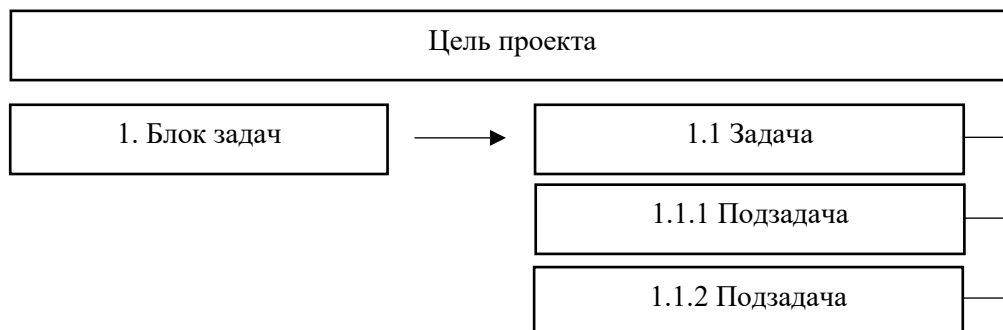 Цель проекта
1. Блок задач
1.1 Задача
1.1.1 Подзадача
1.1.2 Подзадача